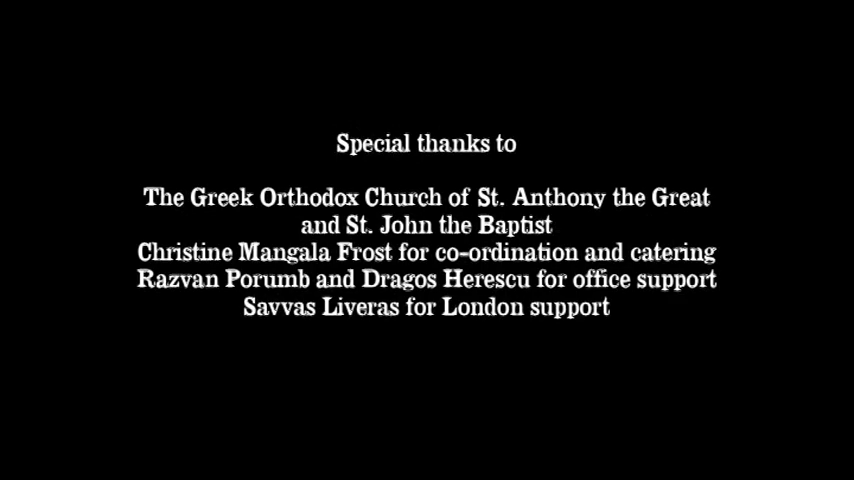 Special thanks to
The Greek Orthodox Church of St. Anthony the Great
and St. John the Baptist
Christine Mangala Frost for co-ordination and catering
Razvan Porumb and Dragos Herescu for office support
Savvas Liveras for London support